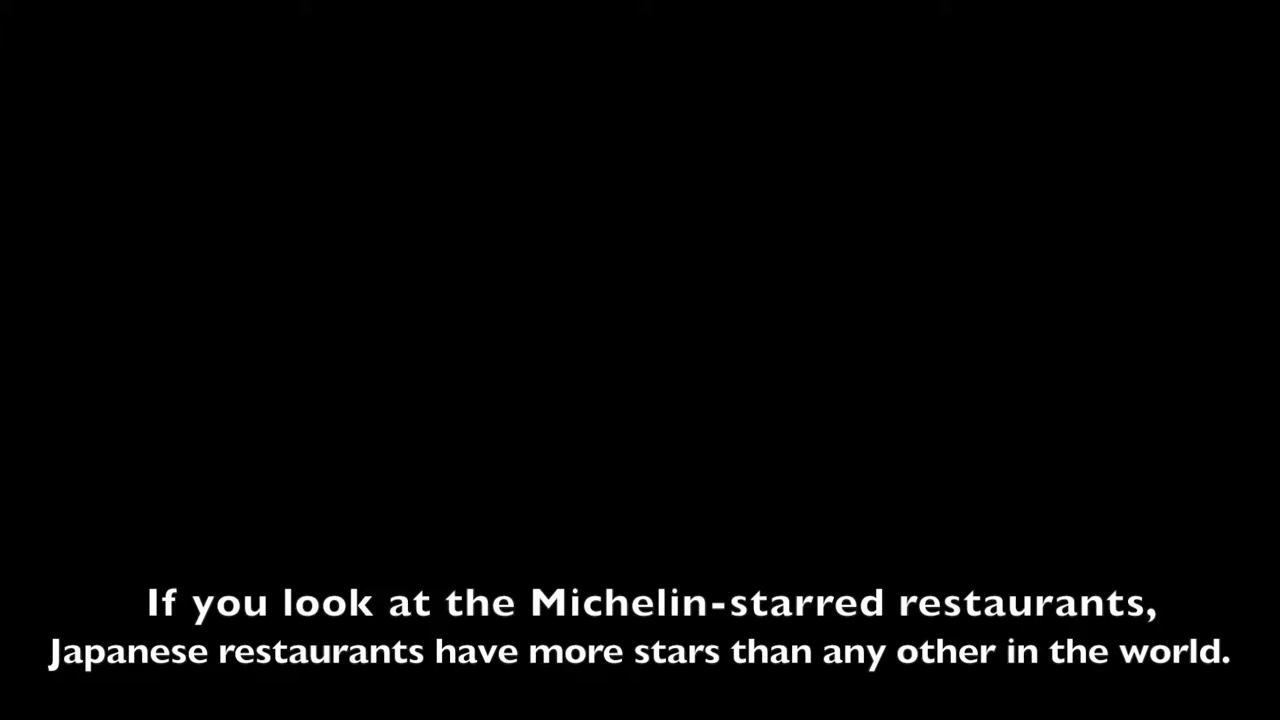 If you look at the Michelin-starred restaurants,
Japanese restaurants have more stars than any other in the world.